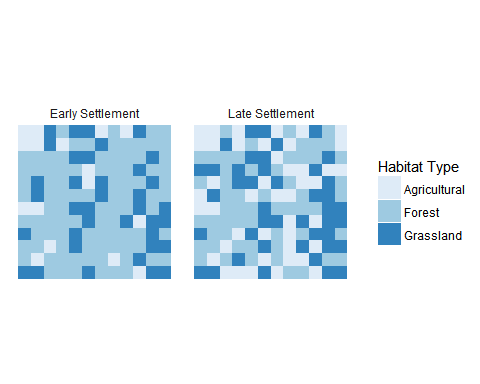 Early Settlement
Late Settlement
Habitat Type
Agricultural
Forest
Grassland